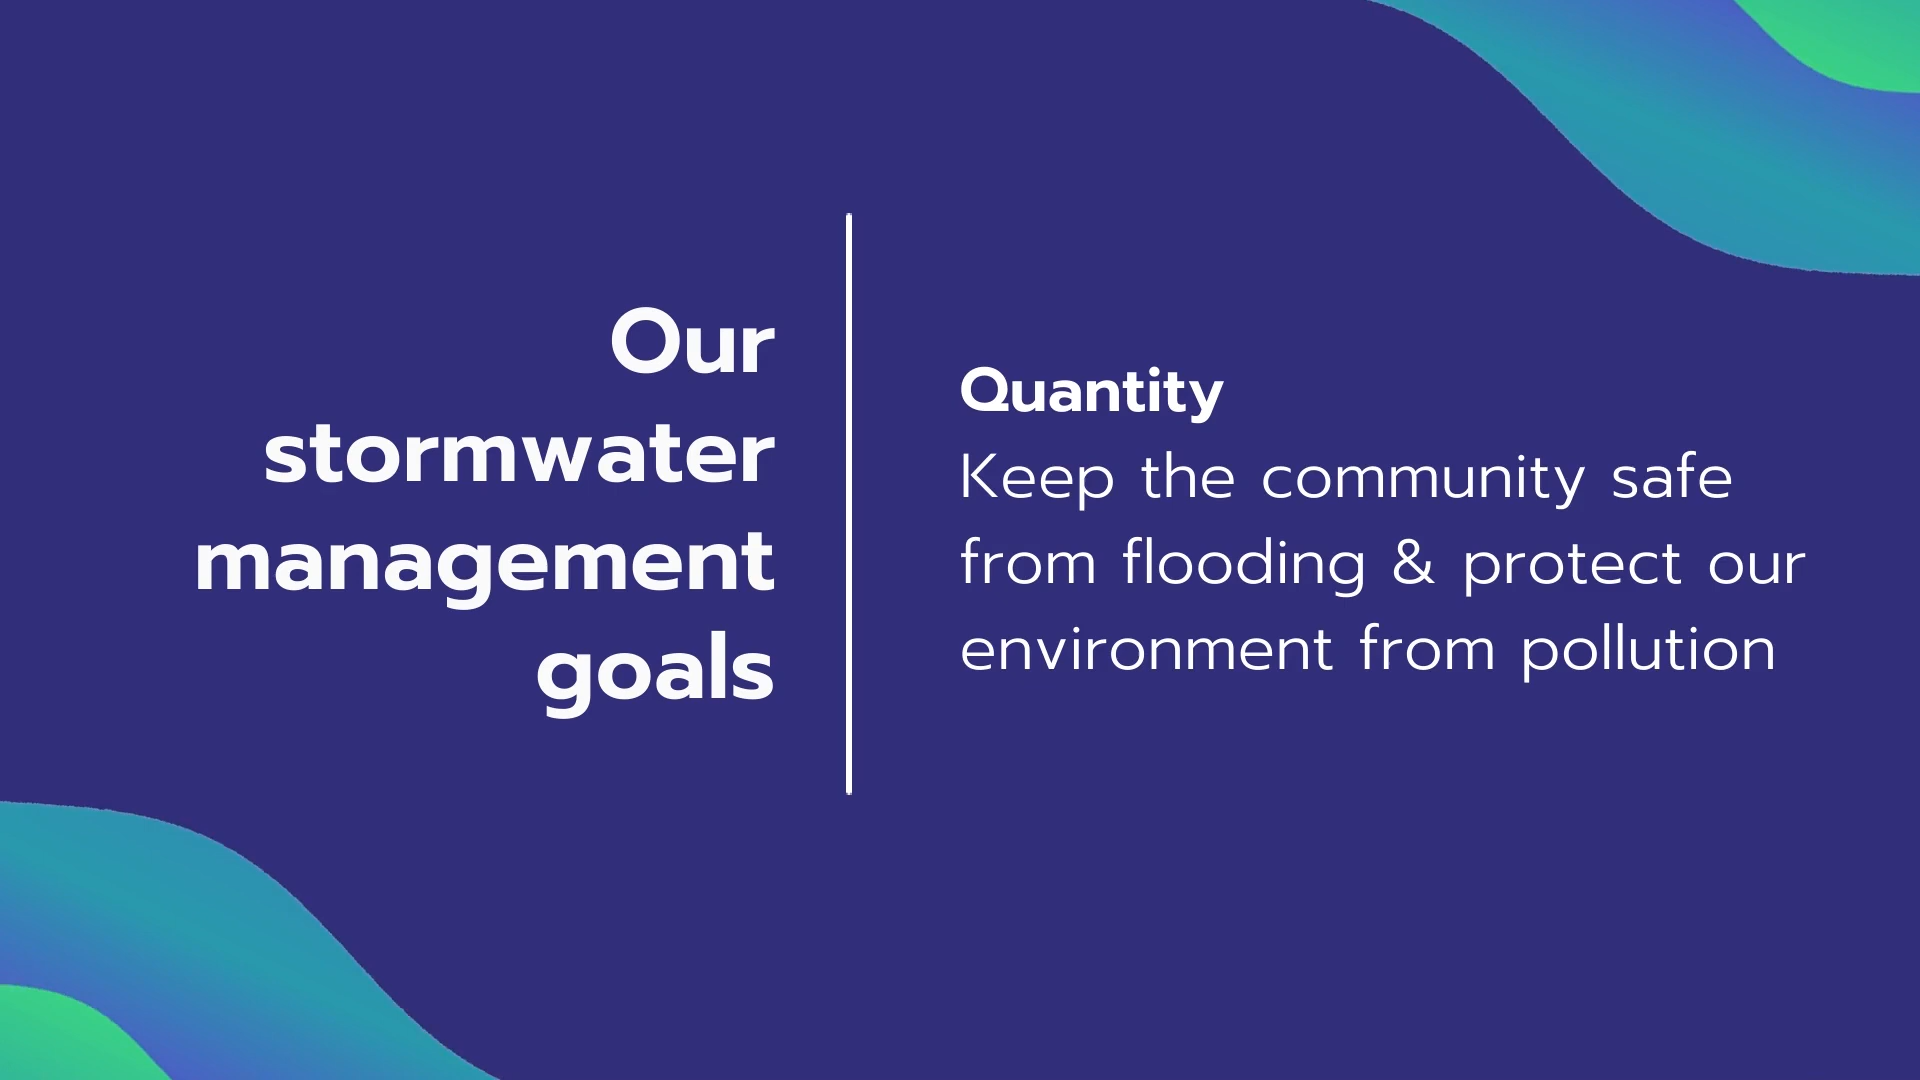 Our
stormwater
management
goals
Quantity
Keep the community safe
from flooding & protect our
environment from pollution